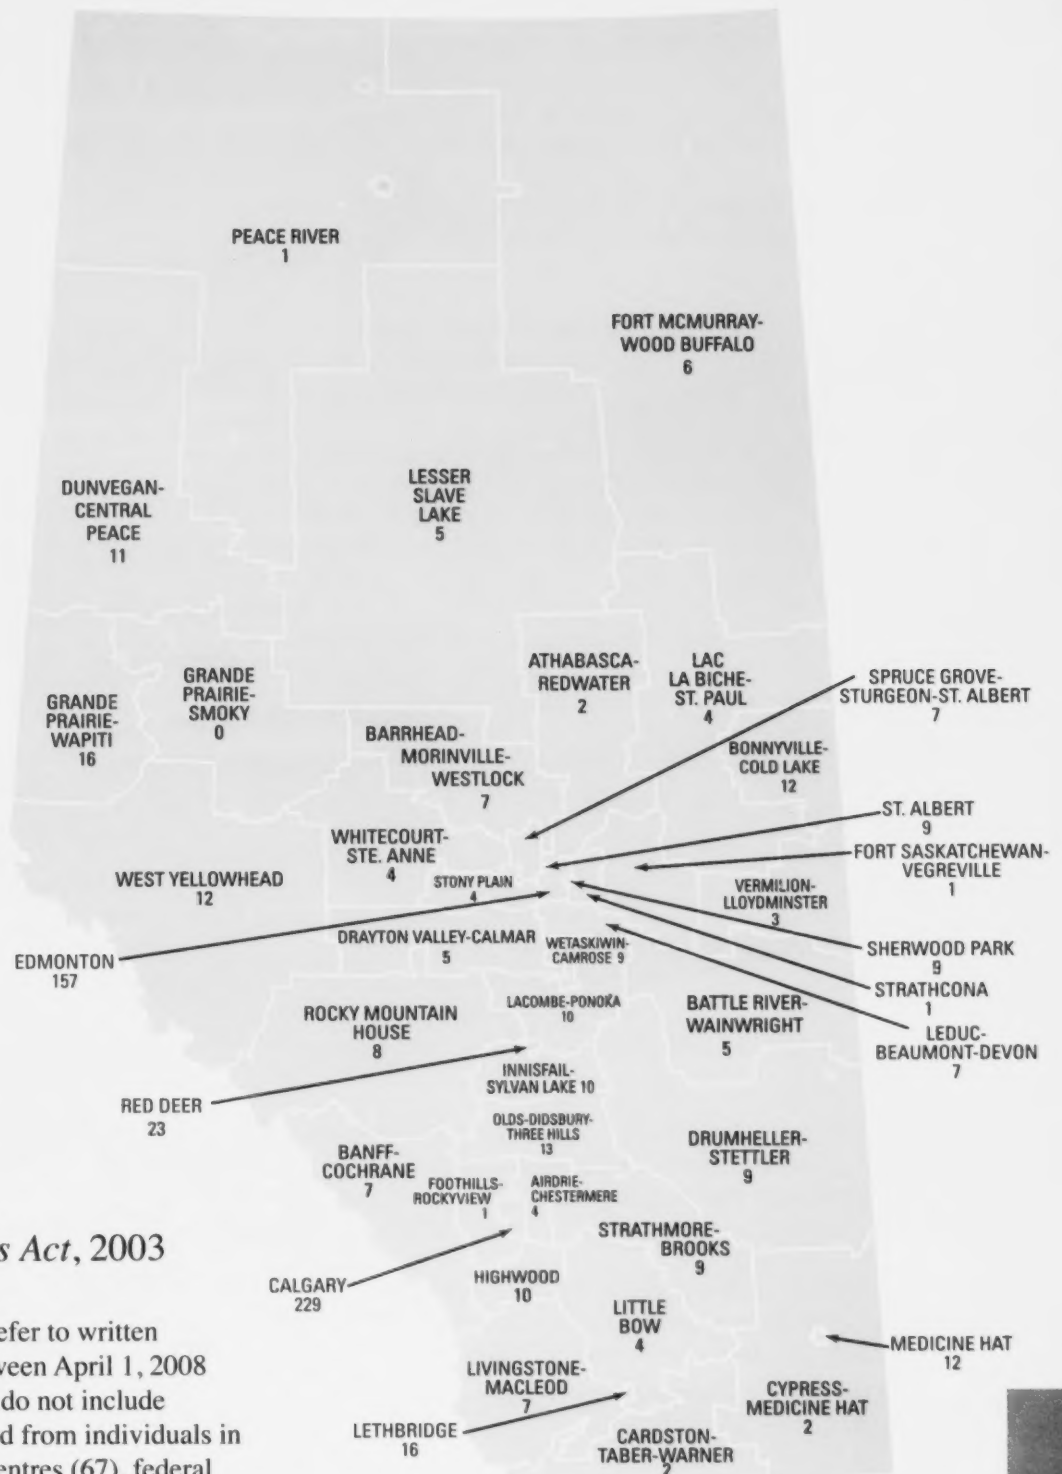 PEACE RIVER
1
FORT MCMURRAY-
WOOD BUFFALO
6
DUNVEGAN-
CENTRAL
PEACE
11
LESSER
SLAVE
LAKE
5
GRANDE
PRAIRIE-
WAPITI
16
GRANDE
PRAIRIE-
SMOKY
0
ATHABASCA-
REDWATER
2
LAC
LA BICHE-
ST. PAUL
4
SPRUCE GROVE-
STURGEON-ST. ALBERT
7
BARRHEAD-
MORINVILLE-
WESTLOCK
7
BONNYVILLE-
COLD LAKE
12
ST. ALBERT
9
WHITECOURT-
STE. ANNE
4
FORT SASKATCHEWAN-
VEGREVILLE
1
WEST YELLOWHEAD
12
STONY PLAIN
4
VERMILION-
LLOYDMINSTER
3
EDMONTON
157
DRAYTON VALLEY-CALMAR
5
WETASKIWIN-
CAMROSE 9
SHERWOOD PARK
9
STRATHCONA
1
LEDUC-
BEAUMONT-DEVON
7
ROCKY MOUNTAIN
HOUSE
8
LACOMBE-PONOKA
10
BATTLE RIVER-
WAINWRIGHT
5
INNISFAIL-
SYLVAN LAKE 10
RED DEER
23
OLDS-DIDSBURY-
THREE HILLS
13
DRUMHELLER-
STETTLER
9
BANFF-
COCHRANE
7
FOOTHILLS-
ROCKYVIEW
1
AIRDRIE-
CHESTERMERE
4
STRATHMORE-
BROOKS
9
CALGARY
229
HIGHWOOD
10
LITTLE
BOW
4
MEDICINE HAT
12
LIVINGSTONE-
MACLEOD
7
CYPRESS-
MEDICINE HAT
2
LETHBRIDGE
16
CARDSTON-
TABER-WARNER
2
s Act, 2003
efer to written
ween April 1, 2008
do not include
d from individuals in
entres (67), federal